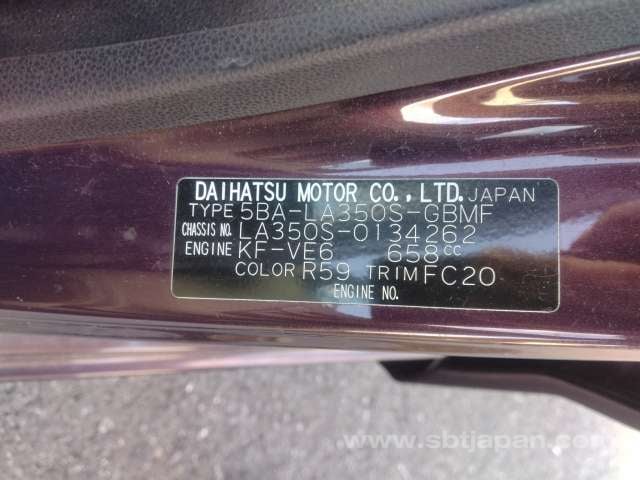 DAIHATSU MOTOR CO., LTD. JAPAN
TYPE 5BA-LA350S-GBMF
CHASSIS NO. LA350S-0134262
ENGINE KF-VE6 658CC
COLOR R59 TRIM FC20
ENGINE NO.
www.sbtjapan.com